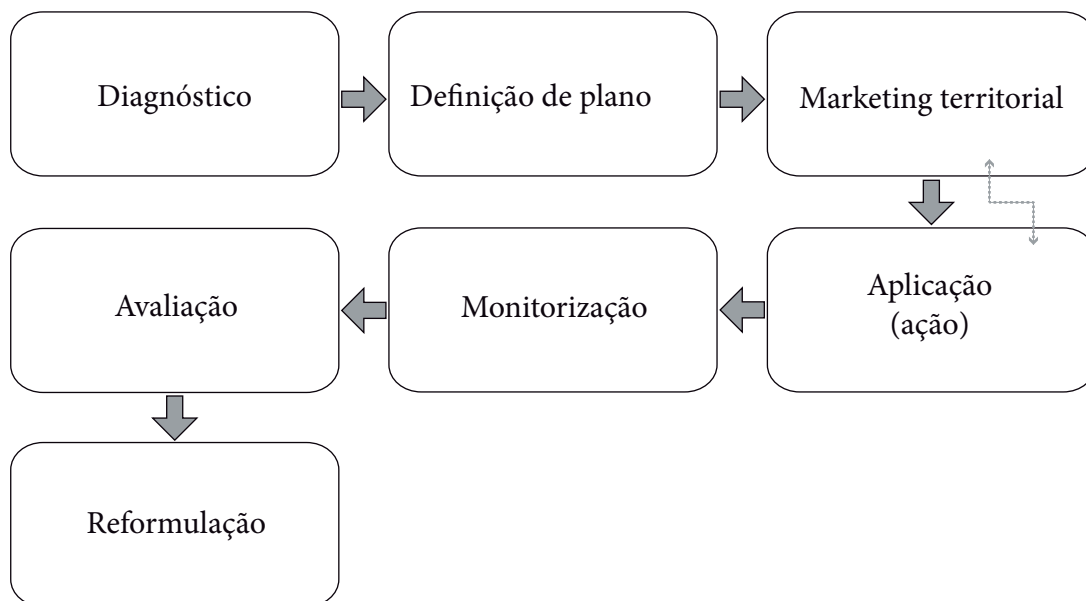 Diagnóstico
Definição de plano
Marketing territorial
Aplicação
(ação)
Monitorização
Avaliação
Reformulação